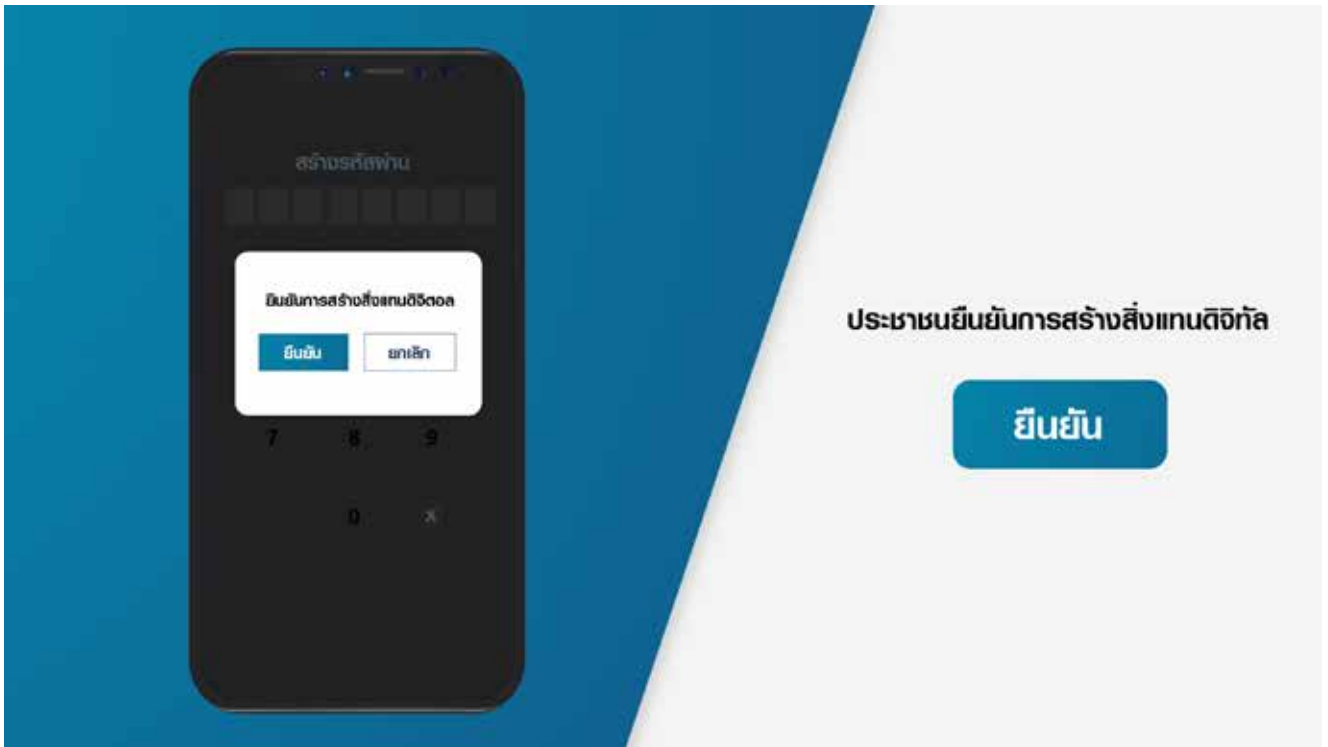 สร้างรหัสผ่าน
ยืนยันการสร้างสิ่งแทนดิจิตอล
ยืนยัน ยกเลิก
7 8 9
0 x
ประชาชนยืนยันการสร้างสิ่งแทนดิจิทัล
ยืนยัน